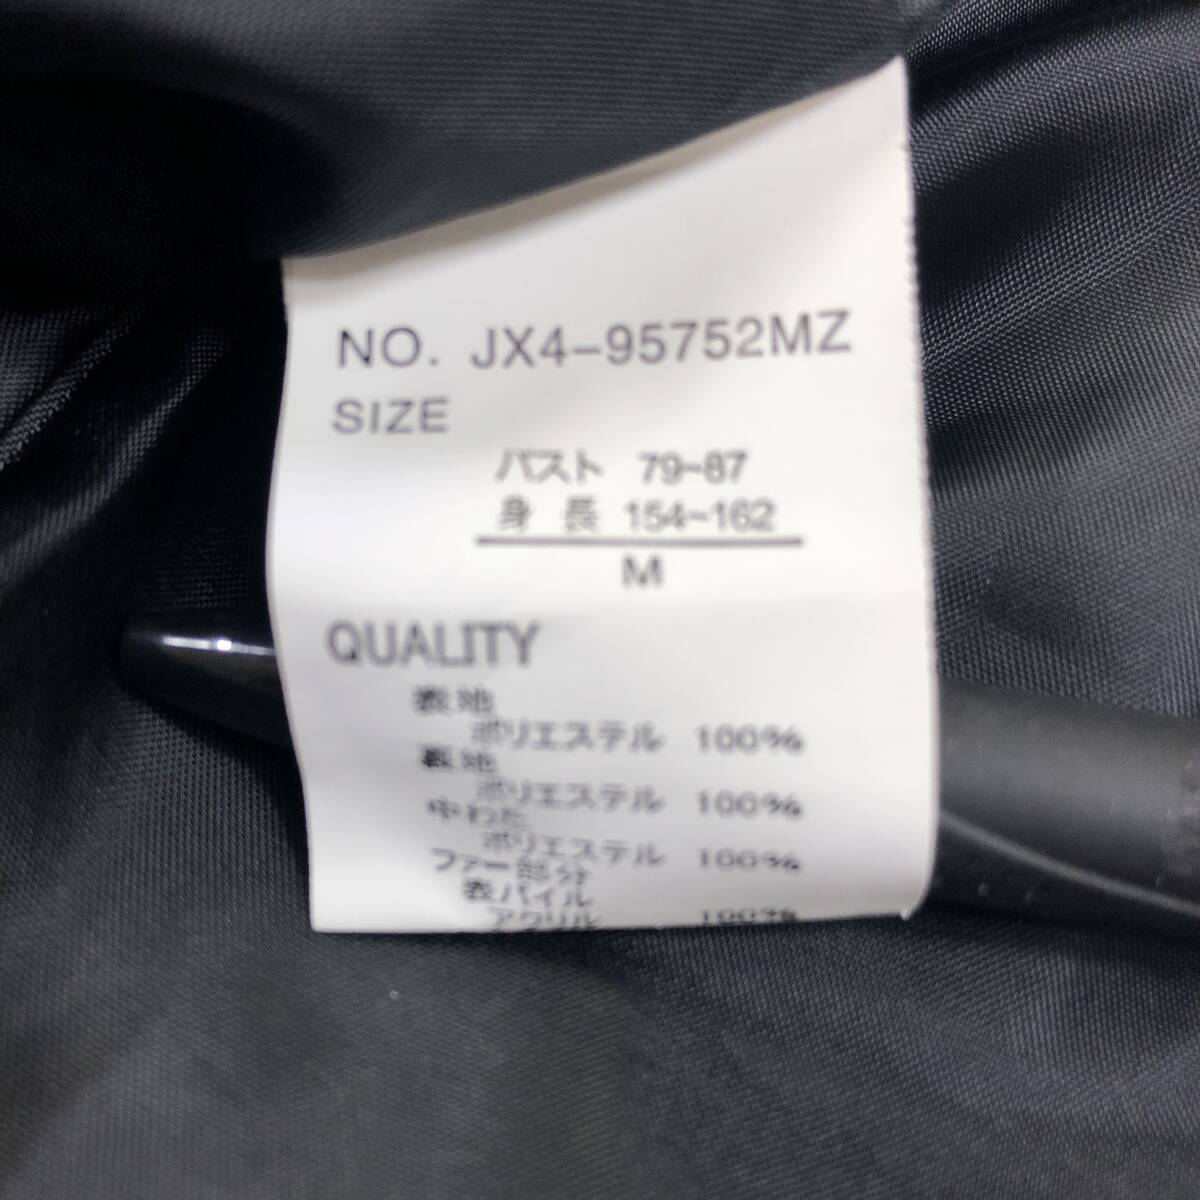 NO. JX4-95752MZ
SIZE
バスト 79~87
身 長 154~162
M
QUALITY
表地
ポリエステル 100%
裏地
ポリエステル 100%
中わた
ポリエステル 100%
ファー部分
表パイル
アクリル 100%